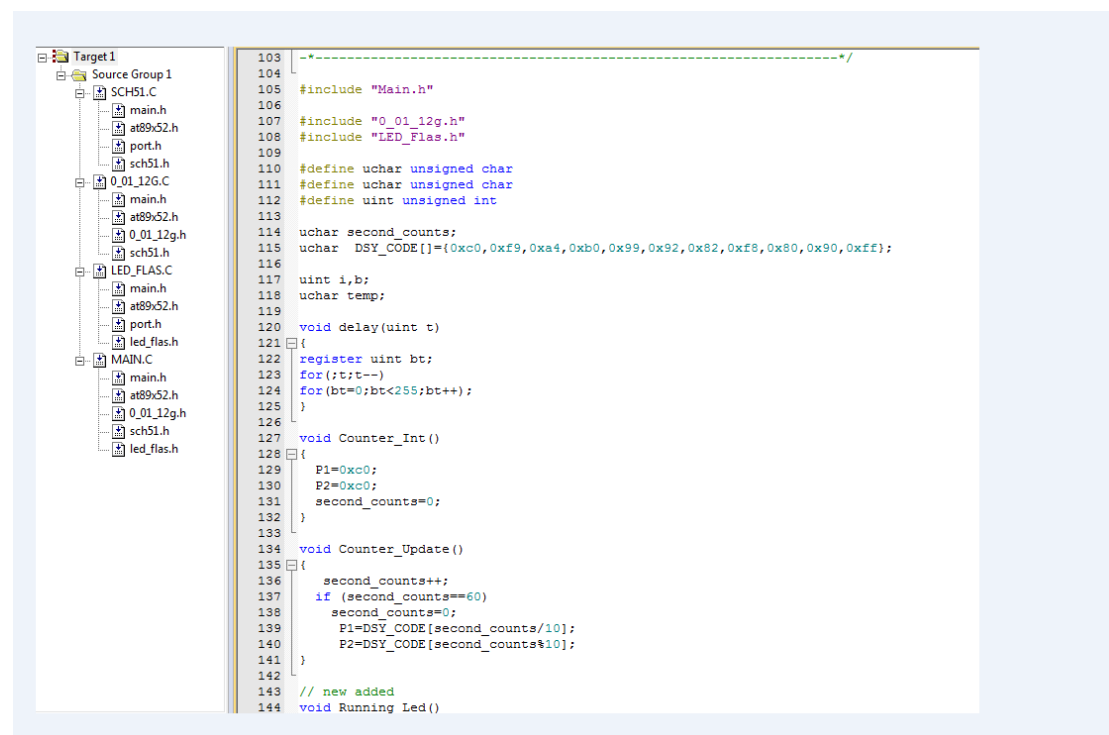 Target 1
Source Group 1
SCH51.C
main.h
at89x52.h
port.h
sch51.h
0_01_12G.C
main.h
at89x52.h
0_01_12g.h
sch51.h
LED_FLAS.C
main.h
at89x52.h
port.h
led_flas.h
MAIN.C
main.h
at89x52.h
0_01_12g.h
sch51.h
led_flas.h
103 -*------------------------------------------------------------------*/
104
105 #include "Main.h"
106
107 #include "0_01_12g.h"
108 #include "LED_Flas.h"
109
110 #define uchar unsigned char
111 #define uchar unsigned char
112 #define uint unsigned int
113
114 uchar second_counts;
115 uchar  DSY_CODE[]={0xc0,0xf9,0xa4,0xb0,0x99,0x92,0x82,0xf8,0x80,0x90,0xff};
116
117 uint i,b;
118 uchar temp;
119
120 void delay(uint t)
121 {
122 register uint bt;
123 for(;t;t--)
124 for(bt=0;bt<255;bt++);
125 }
126
127 void Counter_Int()
128 {
129   P1=0xc0;
130   P2=0xc0;
131   second_counts=0;
132 }
133
134 void Counter_Update()
135 {
136    second_counts++;
137   if (second_counts==60)
138     second_counts=0;
139      P1=DSY_CODE[second_counts/10];
140      P2=DSY_CODE[second_counts%10];
141 }
142
143 // new added
144 void Running_Led()